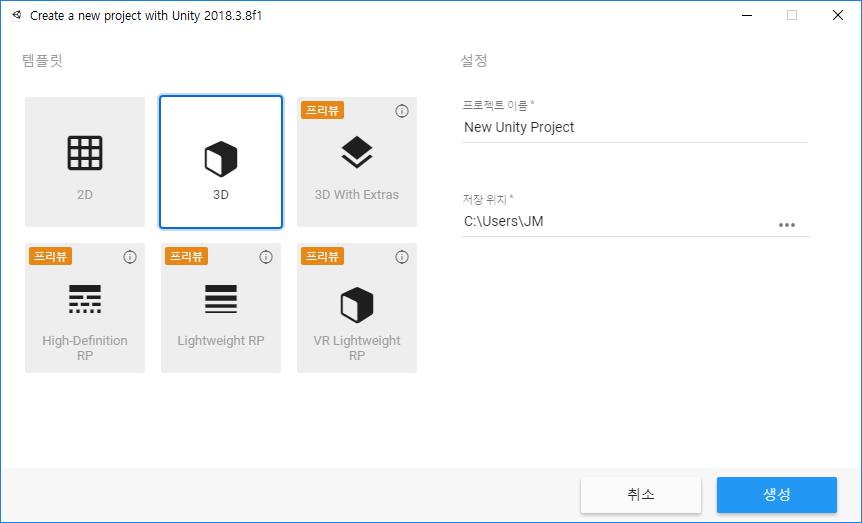 Create a new project with Unity 2018.3.8f1
템플릿
2D
3D
프리뷰
3D With Extras
프리뷰
High-Definition
RP
프리뷰
Lightweight RP
프리뷰
VR Lightweight
RP
설정
프로젝트 이름 *
New Unity Project
저장 위치 *
C:\Users\JM
취소
생성